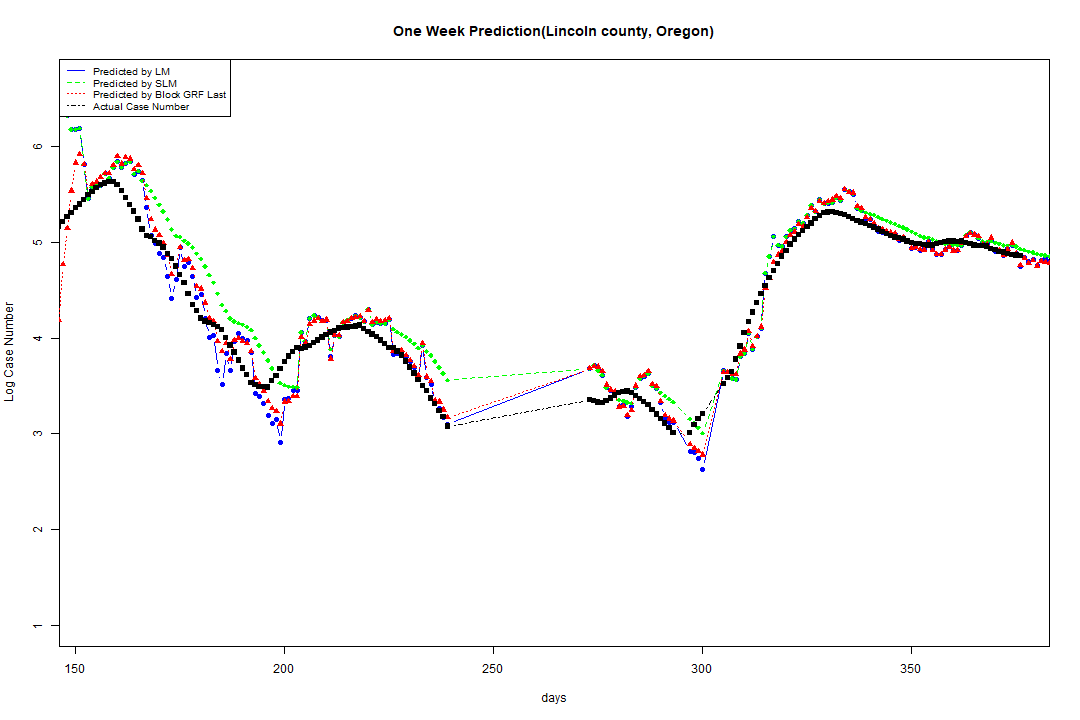 One Week Prediction(Lincoln county, Oregon)
Predicted by LM
Predicted by SLM
Predicted by Block GRF Last
Actual Case Number
Log Case Number
6
5
4
3
2
1
150 200 250 300 350
days